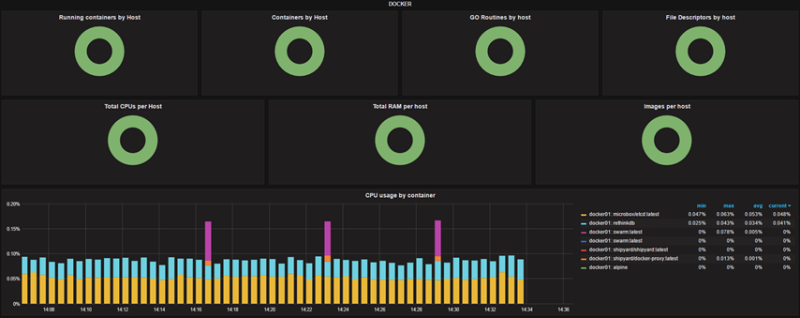 DOCKER
Running containers by Host
Containers by Host
GO Routines by host
File Descriptors by host
Total CPUs per Host
Total RAM per host
Images per host
CPU usage by container
0.20%
0.15%
0.10%
0.05%
0%
14:08 14:10 14:12 14:14 14:16 14:18 14:20 14:22 14:24 14:26 14:28 14:30 14:32 14:34 14:36
min max avg current
docker01: microbox/etcd:latest 0.047% 0.063% 0.053% 0.048%
docker01: rethinkdb 0.025% 0.043% 0.034% 0.041%
docker01: swarm:latest 0% 0.078% 0.005% 0%
docker01: swarm:latest 0% 0% 0% 0%
docker01: shipyard/shipyard:latest 0% 0% 0% 0%
docker01: shipyard/docker-proxy:latest 0% 0.013% 0.001% 0%
docker01: alpine 0% 0% 0% 0%